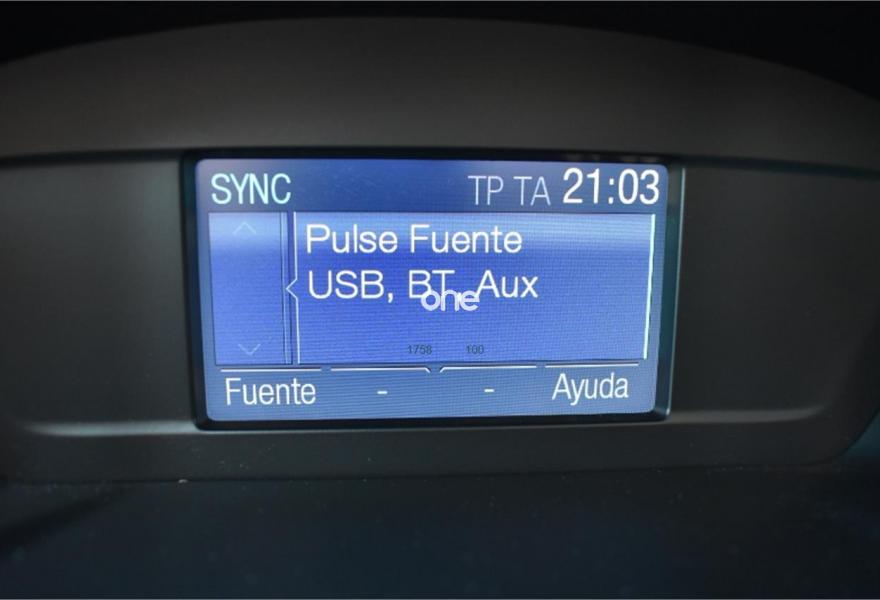 SYNC TP TA 21:03
Pulse Fuente
USB, BT, Aux
one
1758 100
Fuente - - Ayuda